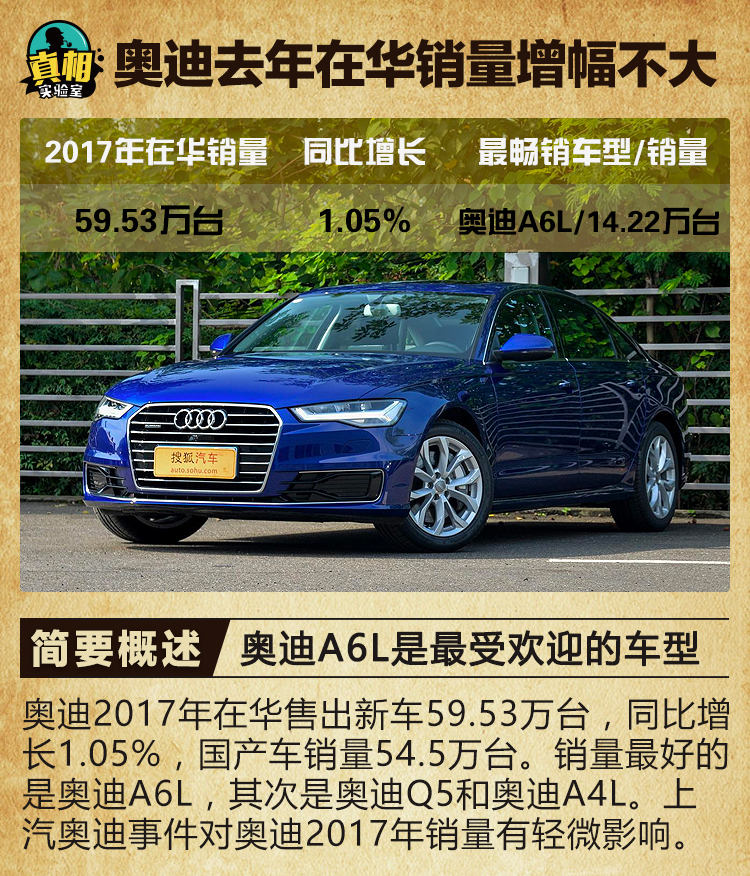 真相
实验室
奥迪去年在华销量增幅不大
2017年在华销量 同比增长 最畅销车型/销量
59.53万台 1.05% 奥迪A6L/14.22万台
搜狐汽车
auto.sohu.com
简要概述 奥迪A6L是最受欢迎的车型
奥迪2017年在华售出新车59.53万台，同比增
长1.05%，国产车销量54.5万台。销量最好的
是奥迪A6L，其次是奥迪Q5和奥迪A4L。上
汽奥迪事件对奥迪2017年销量有轻微影响。